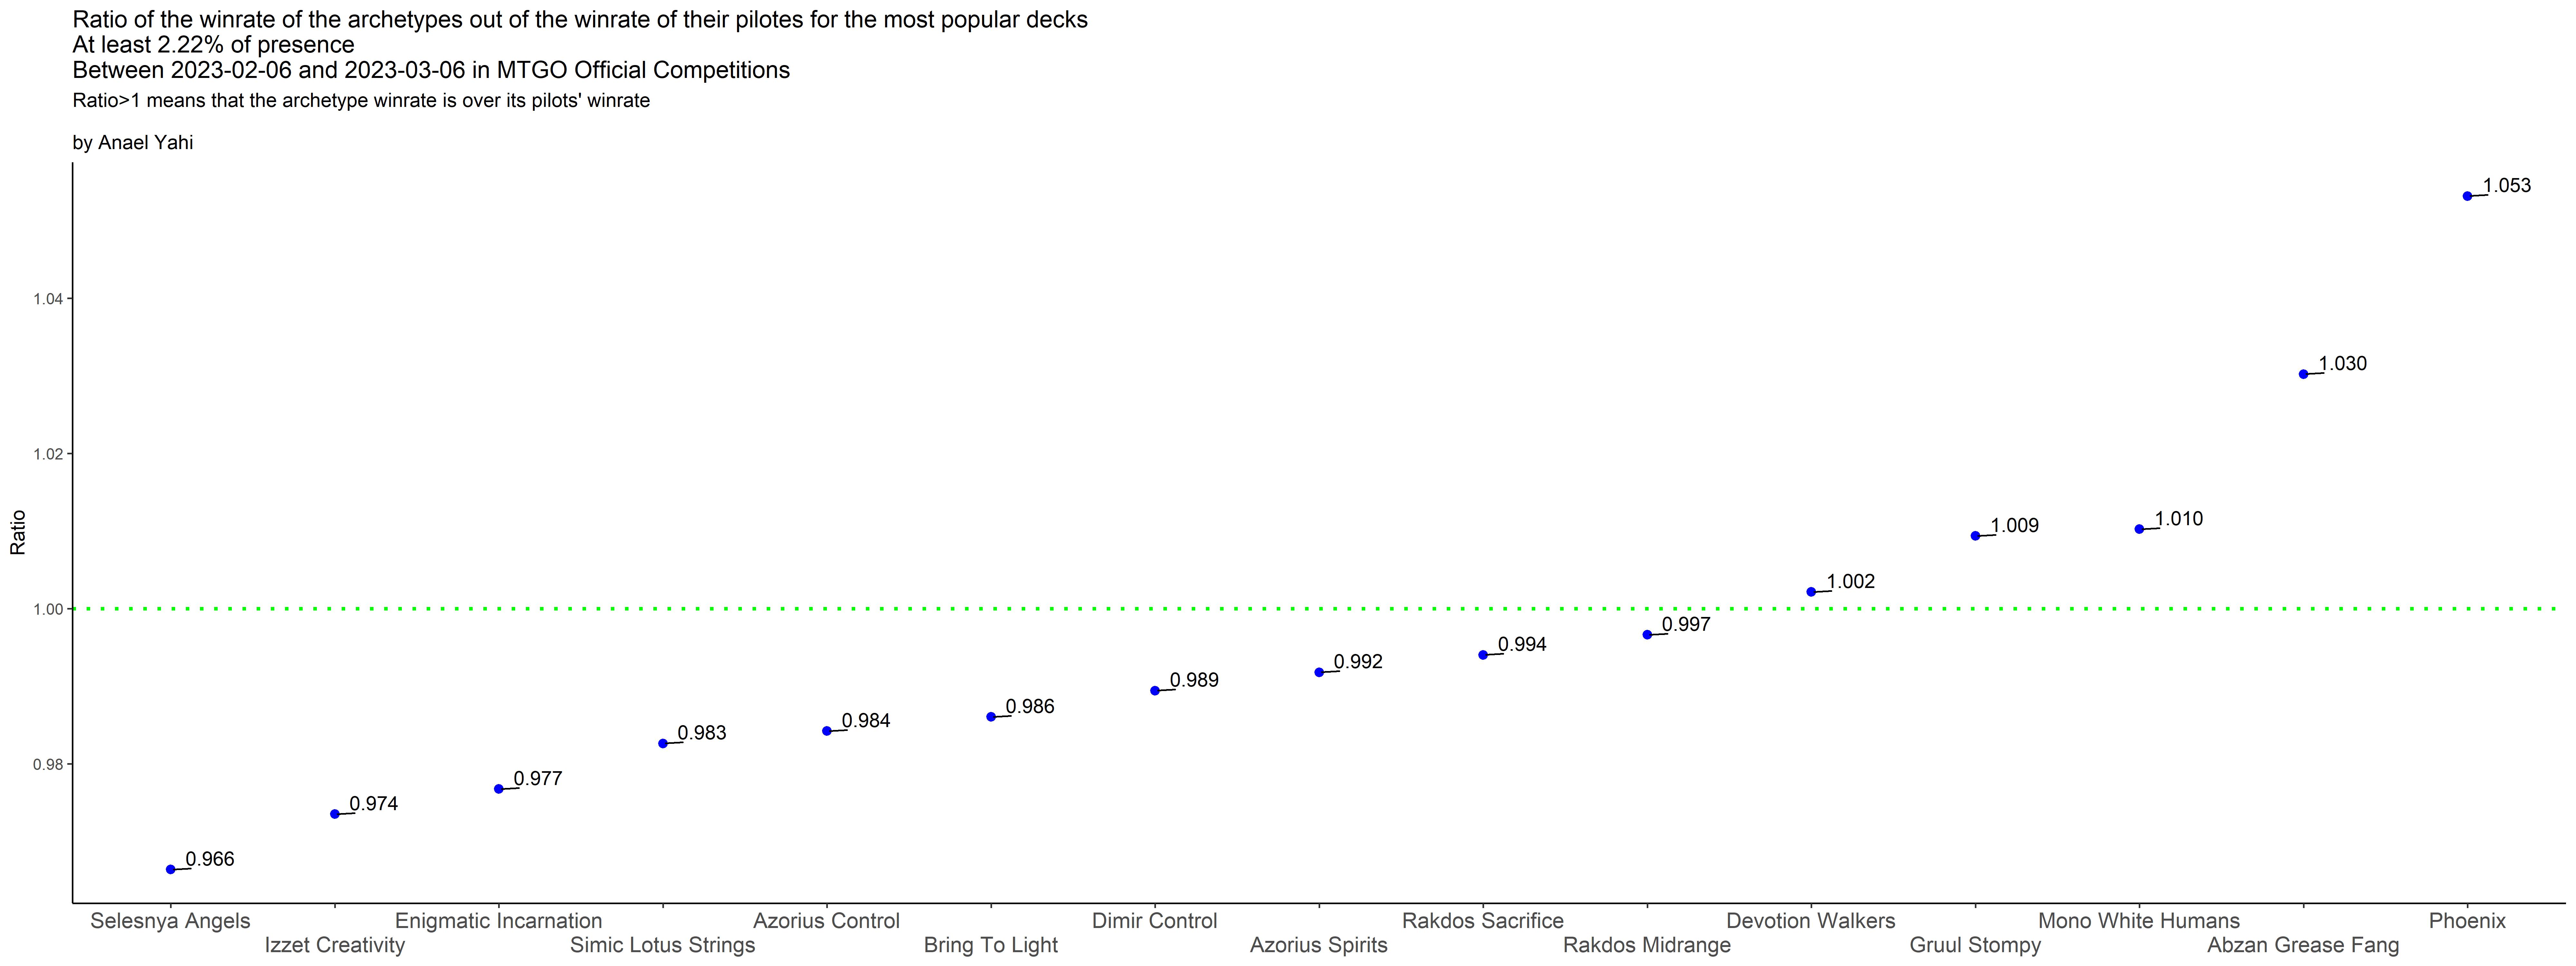 Ratio of the winrate of the archetypes out of the winrate of their pilotes for the most popular decks
At least 2.22% of presence
Between 2023-02-06 and 2023-03-06 in MTGO Official Competitions
Ratio>1 means that the archetype winrate is over its pilots' winrate
by Anael Yahi
Ratio
1.04
1.02
1.00
0.98
0.966
0.974
0.977
0.983
0.984
0.986
0.989
0.992
0.994
0.997
1.002
1.009
1.010
1.030
1.053
Selesnya Angels
Izzet Creativity
Enigmatic Incarnation
Simic Lotus Strings
Azorius Control
Bring To Light
Dimir Control
Azorius Spirits
Rakdos Sacrifice
Rakdos Midrange
Devotion Walkers
Gruul Stompy
Mono White Humans
Abzan Grease Fang
Phoenix